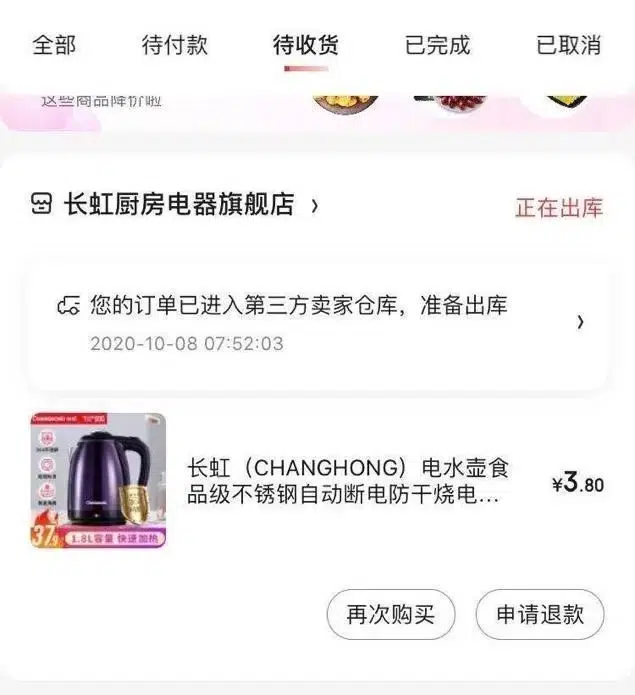 全部 待付款 待收货 已完成 已取消
这些商品降价啦
长虹厨房电器旗舰店 ›
正在出库
您的订单已进入第三方卖家仓库，准备出库 ›
2020-10-08 07:52:03
CHANGHONG
1.8L容量 快速加热
长虹（CHANGHONG）电水壶食
品级不锈钢自动断电防干烧电...
¥3.80
再次购买 申请退款